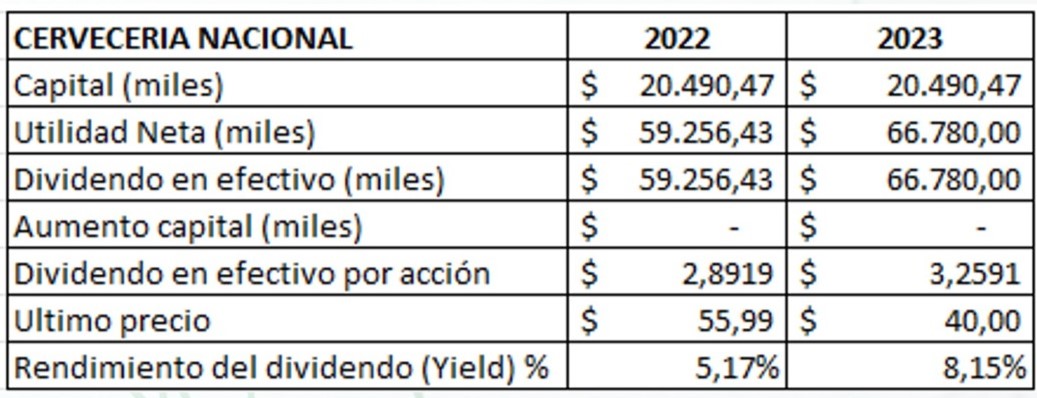 CERVECERIA NACIONAL 2022 2023
Capital (miles) $ 20.490,47 $ 20.490,47
Utilidad Neta (miles) $ 59.256,43 $ 66.780,00
Dividendo en efectivo (miles) $ 59.256,43 $ 66.780,00
Aumento capital (miles) $ - $ -
Dividendo en efectivo por acción $ 2,8919 $ 3,2591
Ultimo precio $ 55,99 $ 40,00
Rendimiento del dividendo (Yield) % 5,17% 8,15%